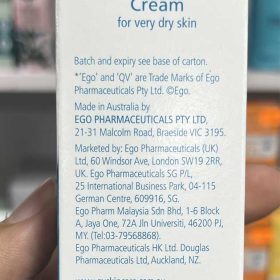 Cream
for very dry skin
Batch and expiry see base of carton.
*'Ego' and 'QV' are Trade Marks of Ego
Pharmaceuticals Pty Ltd. ©Ego.
Made in Australia by
EGO PHARMACEUTICALS PTY LTD,
21-31 Malcolm Road, Braeside VIC 3195.
Marketed by: Ego Pharmaceuticals (UK)
Ltd, 60 Windsor Ave, London SW19 2RR,
UK. Ego Pharmaceuticals SG P/L,
25 International Business Park, 04-115
German Centre, 609916, SG.
Ego Pharm Malaysia Sdn Bhd, 1-6 Block
A, Jaya One, 72A Jln Universiti, 46200 PJ,
MY. (Tel:03-79568868).
Ego Pharmaceuticals HK Ltd. Douglas
Pharmaceuticals Ltd, Auckland, NZ.